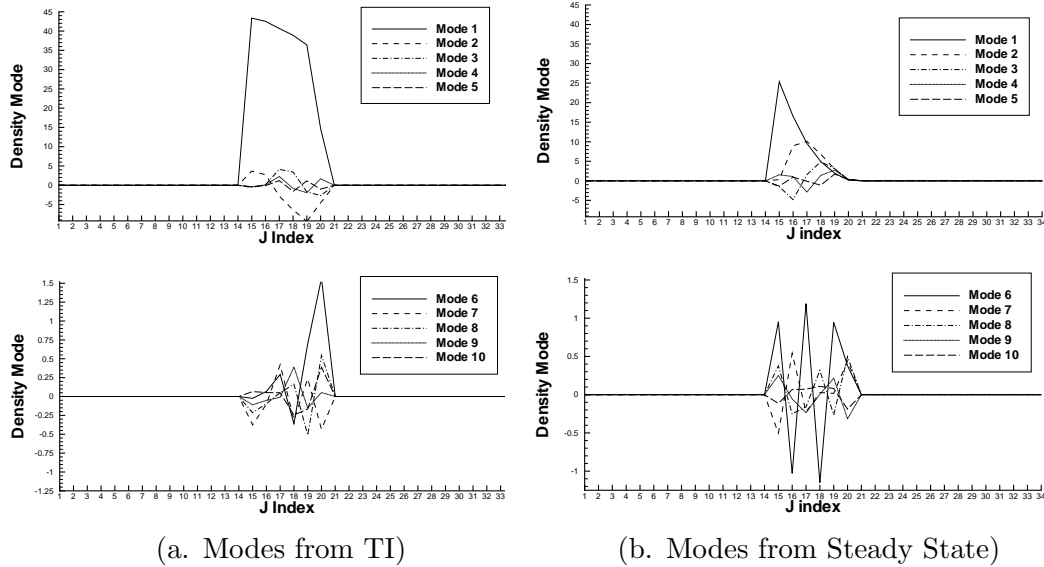 45
40
35
30
25
20
15
10
5
0
-5
Density Mode
Mode 1
Mode 2
Mode 3
Mode 4
Mode 5
1 2 3 4 5 6 7 8 9 10 11 12 13 14 15 16 17 18 19 20 21 22 23 24 25 26 27 28 29 30 31 32 33
J Index
45
40
35
30
25
20
15
10
5
0
-5
Density Mode
Mode 1
Mode 2
Mode 3
Mode 4
Mode 5
1 2 3 4 5 6 7 8 9 10 11 12 13 14 15 16 17 18 19 20 21 22 23 24 25 26 27 28 29 30 31 32 33 34
J index
1.5
1.25
1
0.75
0.5
0.25
0
-0.25
-0.5
-0.75
-1
-1.25
Density Mode
Mode 6
Mode 7
Mode 8
Mode 9
Mode 10
1 2 3 4 5 6 7 8 9 10 11 12 13 14 15 16 17 18 19 20 21 22 23 24 25 26 27 28 29 30 31 32 33
J Index
1
0.5
0
-0.5
-1
Density Mode
Mode 6
Mode 7
Mode 8
Mode 9
Mode 10
1 2 3 4 5 6 7 8 9 10 11 12 13 14 15 16 17 18 19 20 21 22 23 24 25 26 27 28 29 30 31 32 33 34
J index
(a. Modes from TI)
(b. Modes from Steady State)